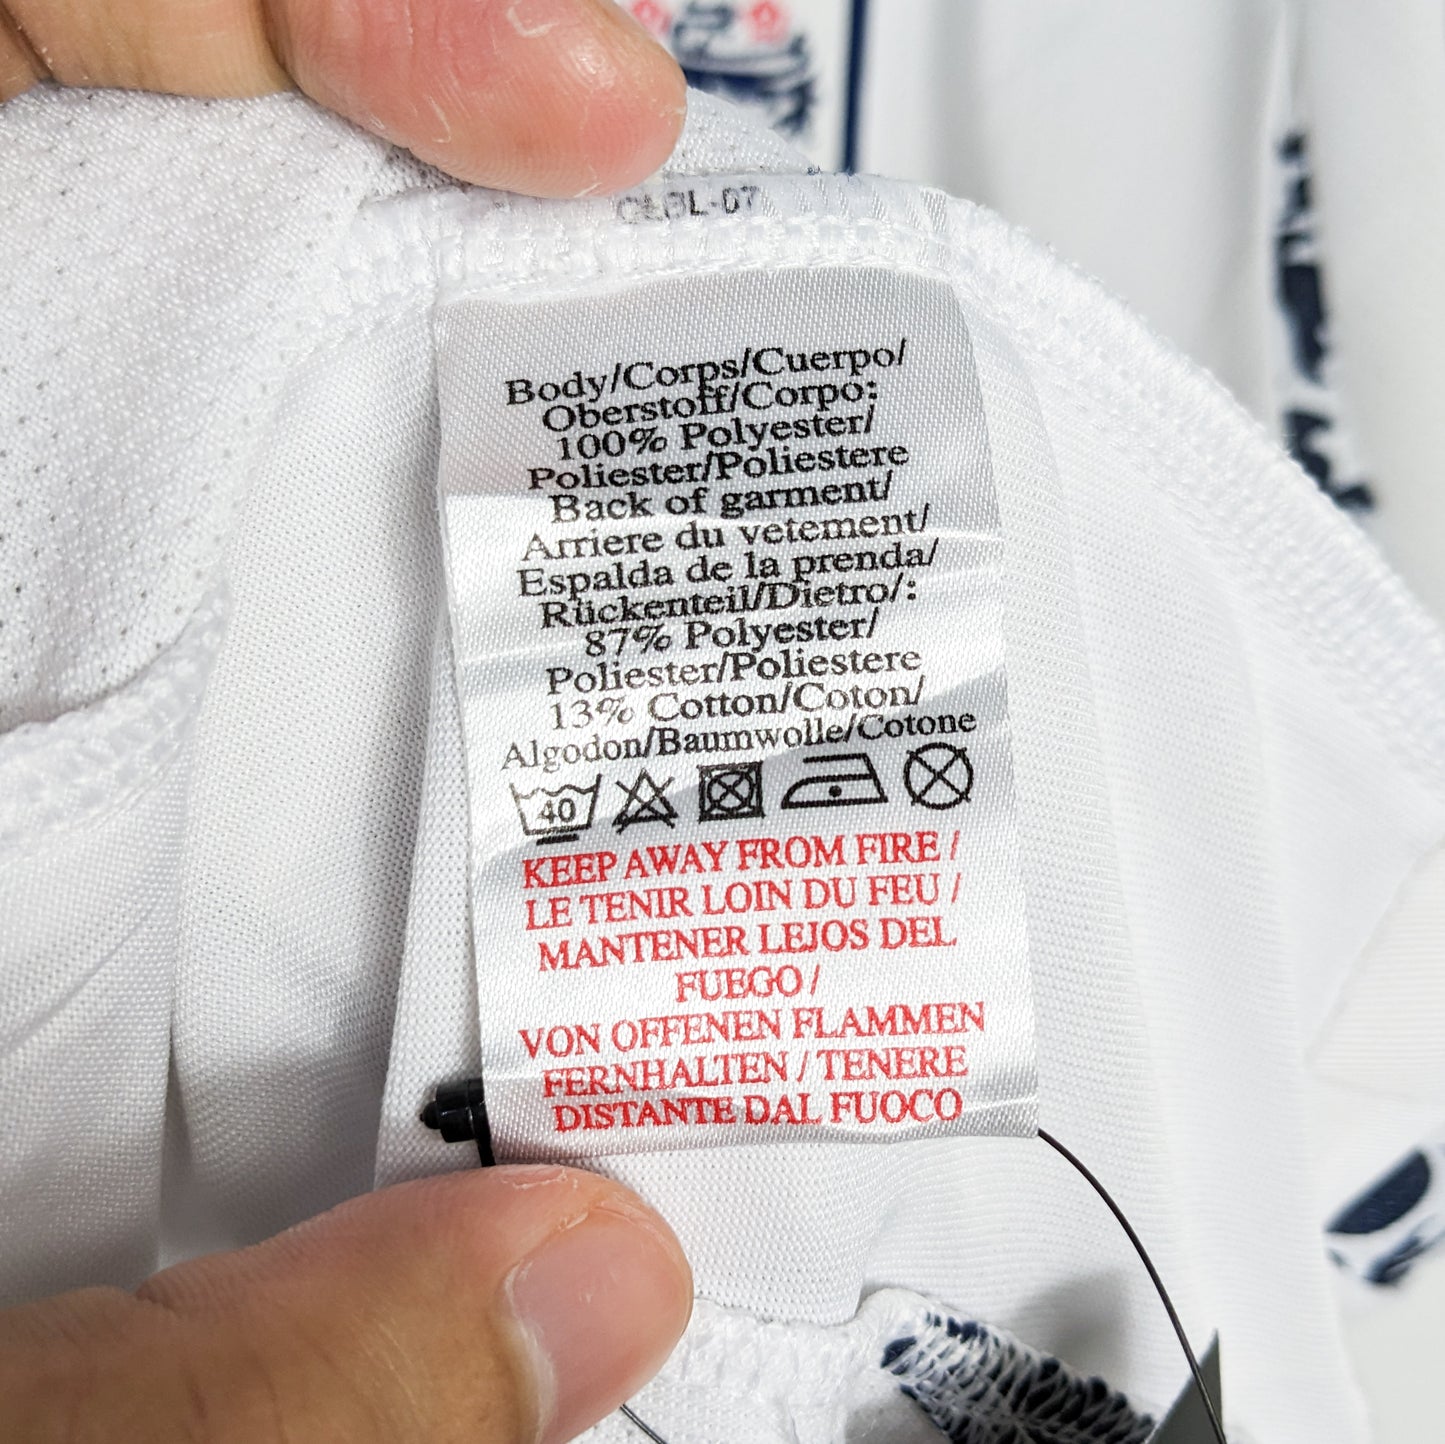 Body/Corps/Cuerpo/
Oberstoff/Corpo:
100% Polyester/
Poliester/Poliestere
Back of garment/
Arriere du vetement/
Espalda de la prenda/
Rückenteil/Dietro/:
87% Polyester/
Poliester/Poliestere
13% Cotton/Coton/
Algodon/Baumwolle/Cotone
40
KEEP AWAY FROM FIRE /
LE TENIR LOIN DU FEU /
MANTENER LEJOS DEL
FUEGO /
VON OFFENEN FLAMMEN
FERNHALTEN / TENERE
DISTANTE DAL FUOCO